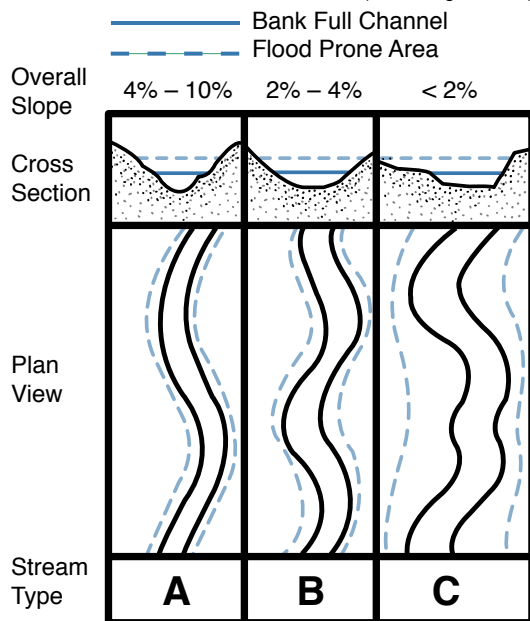 Bank Full Channel
Flood Prone Area
Overall
Slope
4% – 10%
2% – 4%
< 2%
Cross
Section
Plan
View
Stream
Type
A
B
C